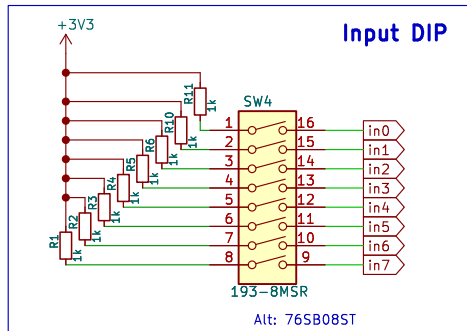 +3V3
Input DIP
R11
1k
SW4
R10
1k
R6
1k
R5
1k
R4
1k
R3
1k
R2
1k
R1
1k
1 16 in0
2 15 in1
3 14 in2
4 13 in3
5 12 in4
6 11 in5
7 10 in6
8 9 in7
193-8MSR
Alt: 76SB08ST